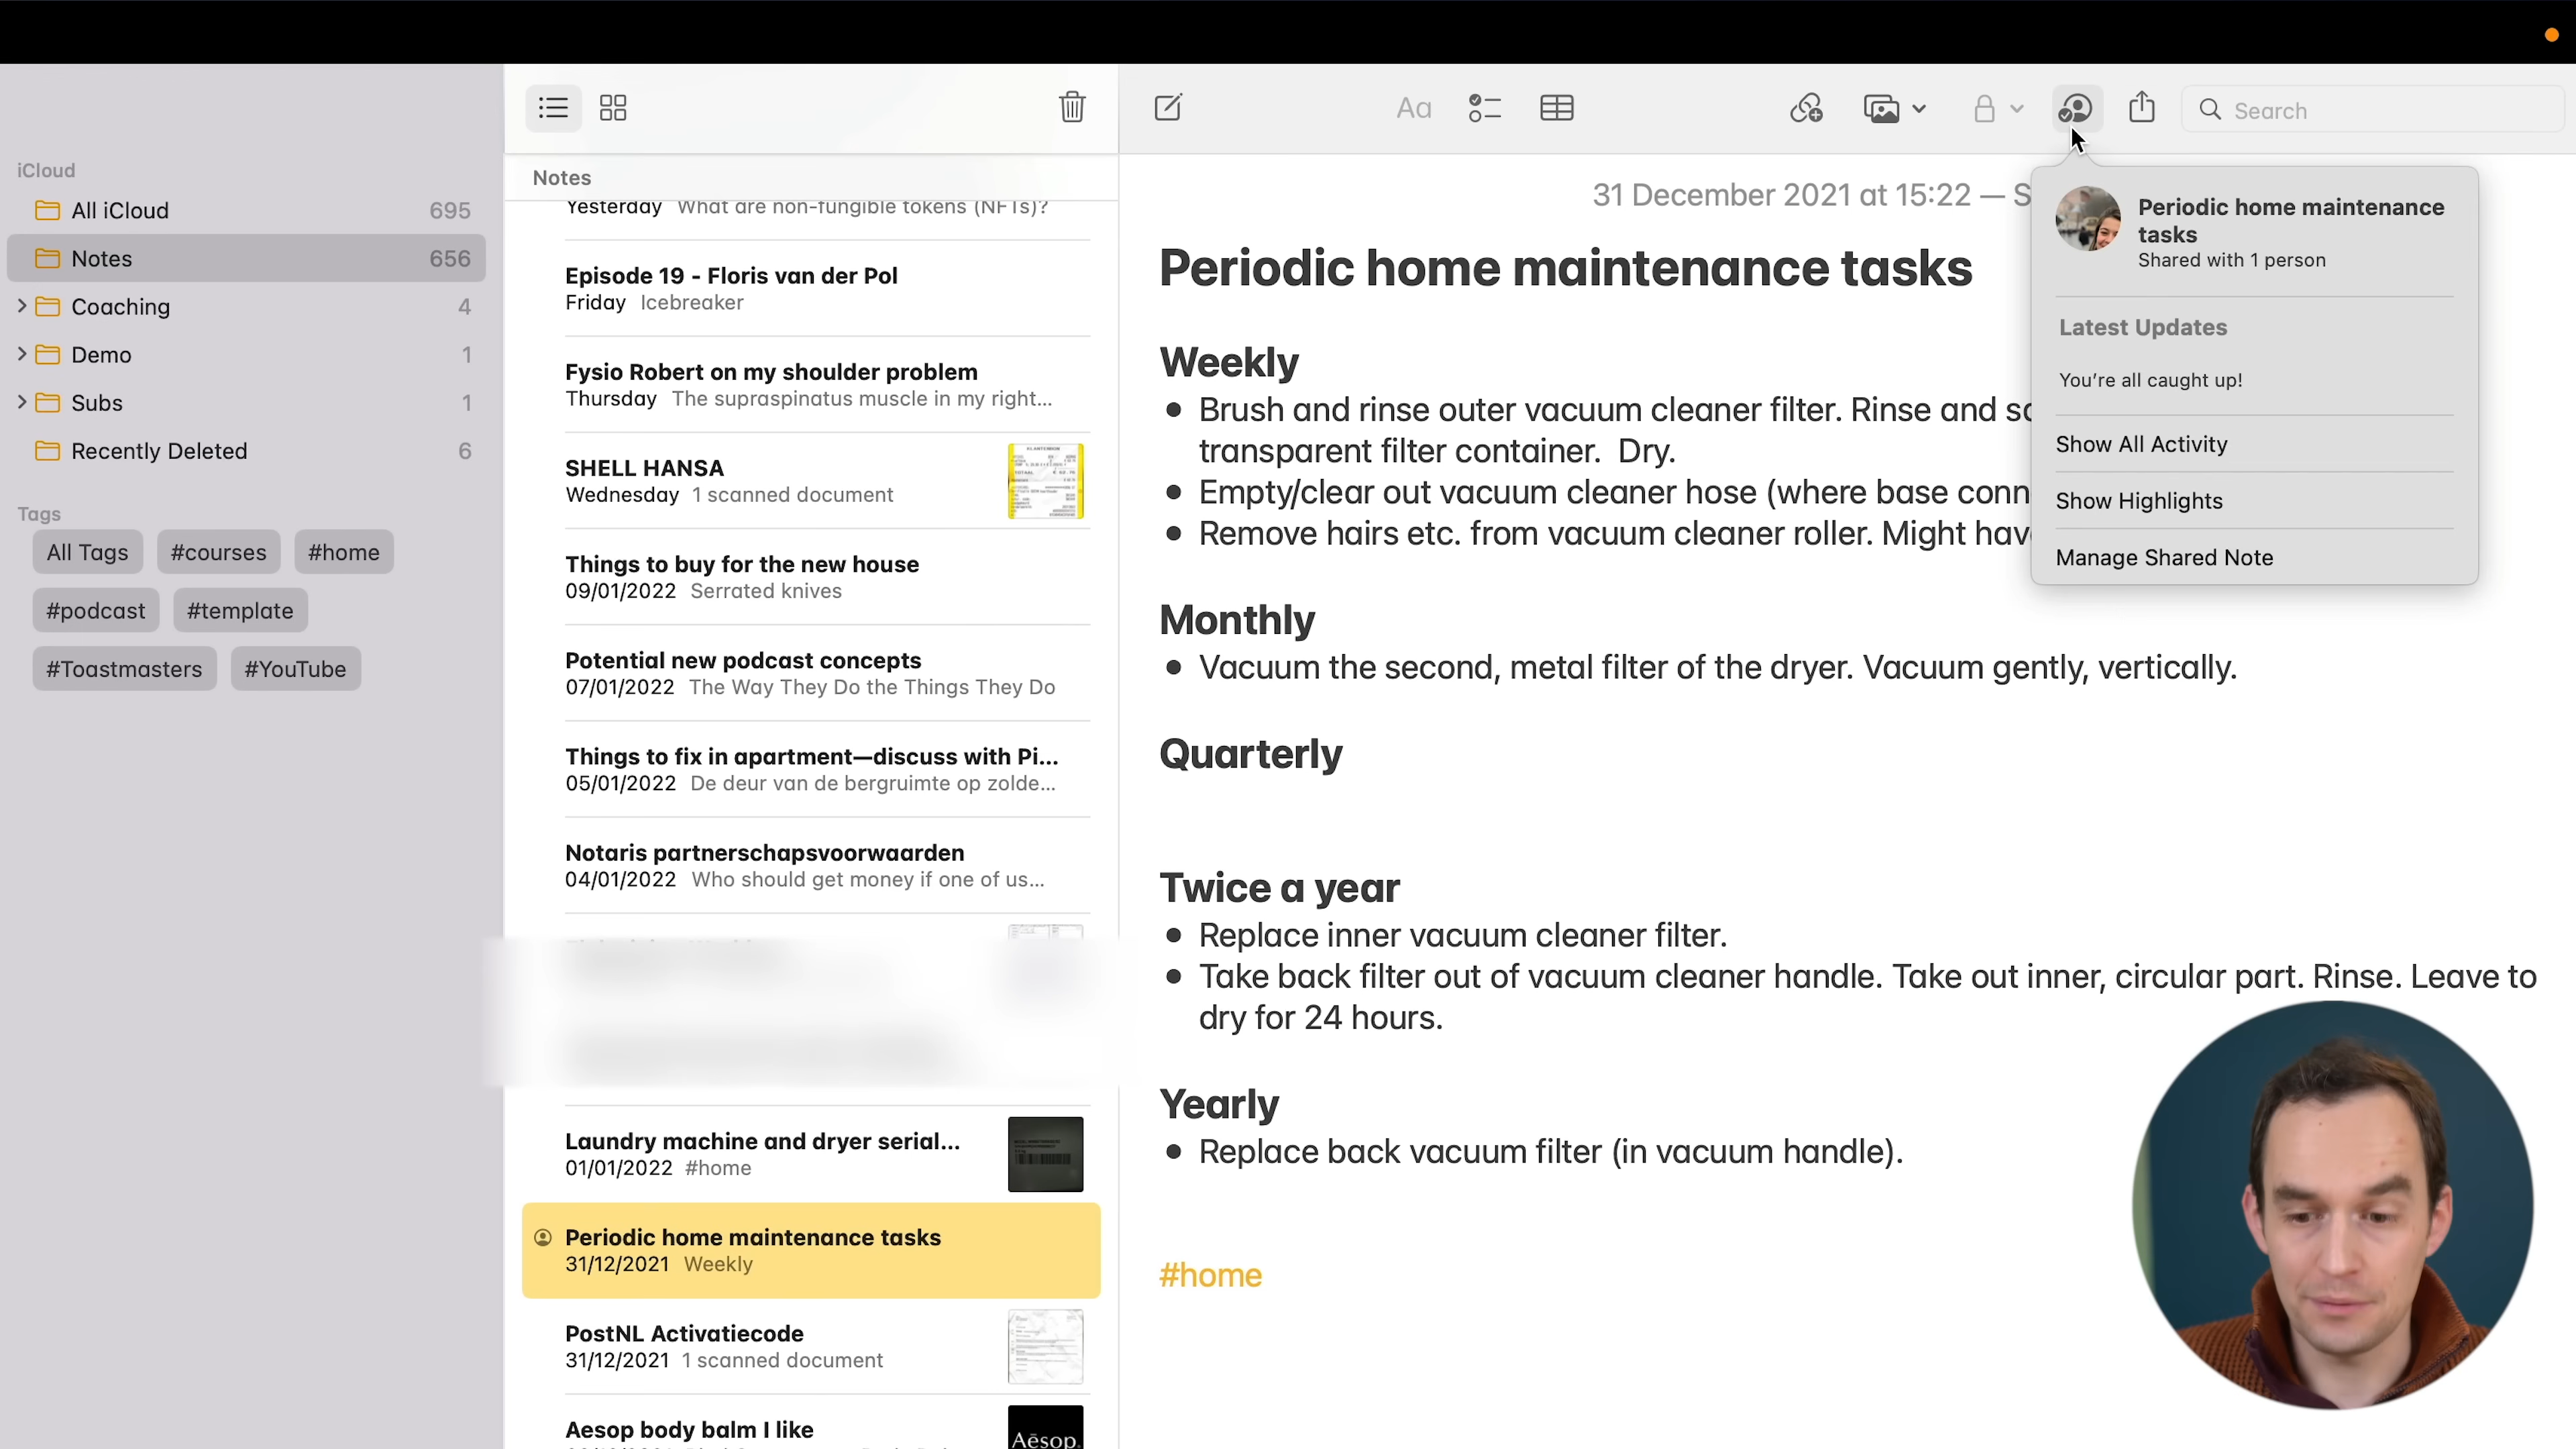 Search
iCloud
All iCloud 695
Notes 656
Coaching 4
Demo 1
Subs 1
Recently Deleted 6
Tags
All Tags #courses #home
#podcast #template
#Toastmasters #YouTube
Notes
Yesterday What are non-fungible tokens (NFTs)?
Episode 19 - Floris van der Pol
Friday Icebreaker
Fysio Robert on my shoulder problem
Thursday The supraspinatus muscle in my right...
SHELL HANSA
Wednesday 1 scanned document
Things to buy for the new house
09/01/2022 Serrated knives
Potential new podcast concepts
07/01/2022 The Way They Do the Things They Do
Things to fix in apartment—discuss with Pi...
05/01/2022 De deur van de bergruimte op zolde...
Notaris partnerschapsvoorwaarden
04/01/2022 Who should get money if one of us...
Laundry machine and dryer serial...
01/01/2022 #home
Periodic home maintenance tasks
31/12/2021 Weekly
PostNL Activatiecode
31/12/2021 1 scanned document
Aesop body balm I like
Aēsop.
Aa
31 December 2021 at 15:22 — S
Periodic home maintenance tasks
Weekly
• Brush and rinse outer vacuum cleaner filter. Rinse and
transparent filter container. Dry.
• Empty/clear out vacuum cleaner hose (where base
• Remove hairs etc. from vacuum cleaner roller. Might
Monthly
• Vacuum the second, metal filter of the dryer. Vacuum gently, vertically.
Quarterly
Twice a year
• Replace inner vacuum cleaner filter.
• Take back filter out of vacuum cleaner handle. Take out inner, circular part. Rinse. Leave to
dry for 24 hours.
Yearly
• Replace back vacuum filter (in vacuum handle).
#home
Periodic home maintenance
tasks
Shared with 1 person
Latest Updates
You're all caught up!
Show All Activity
Show Highlights
Manage Shared Note